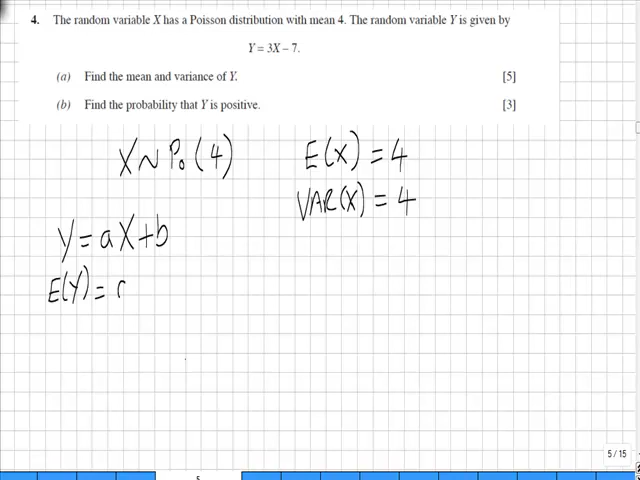 4. The random variable X has a Poisson distribution with mean 4. The random variable Y is given by
Y = 3X – 7.
(a) Find the mean and variance of Y. [5]
(b) Find the probability that Y is positive. [3]
X ~ Po(4) E(X) = 4
VAR(X) = 4
Y = aX + b
E(Y) =
5 / 15
5